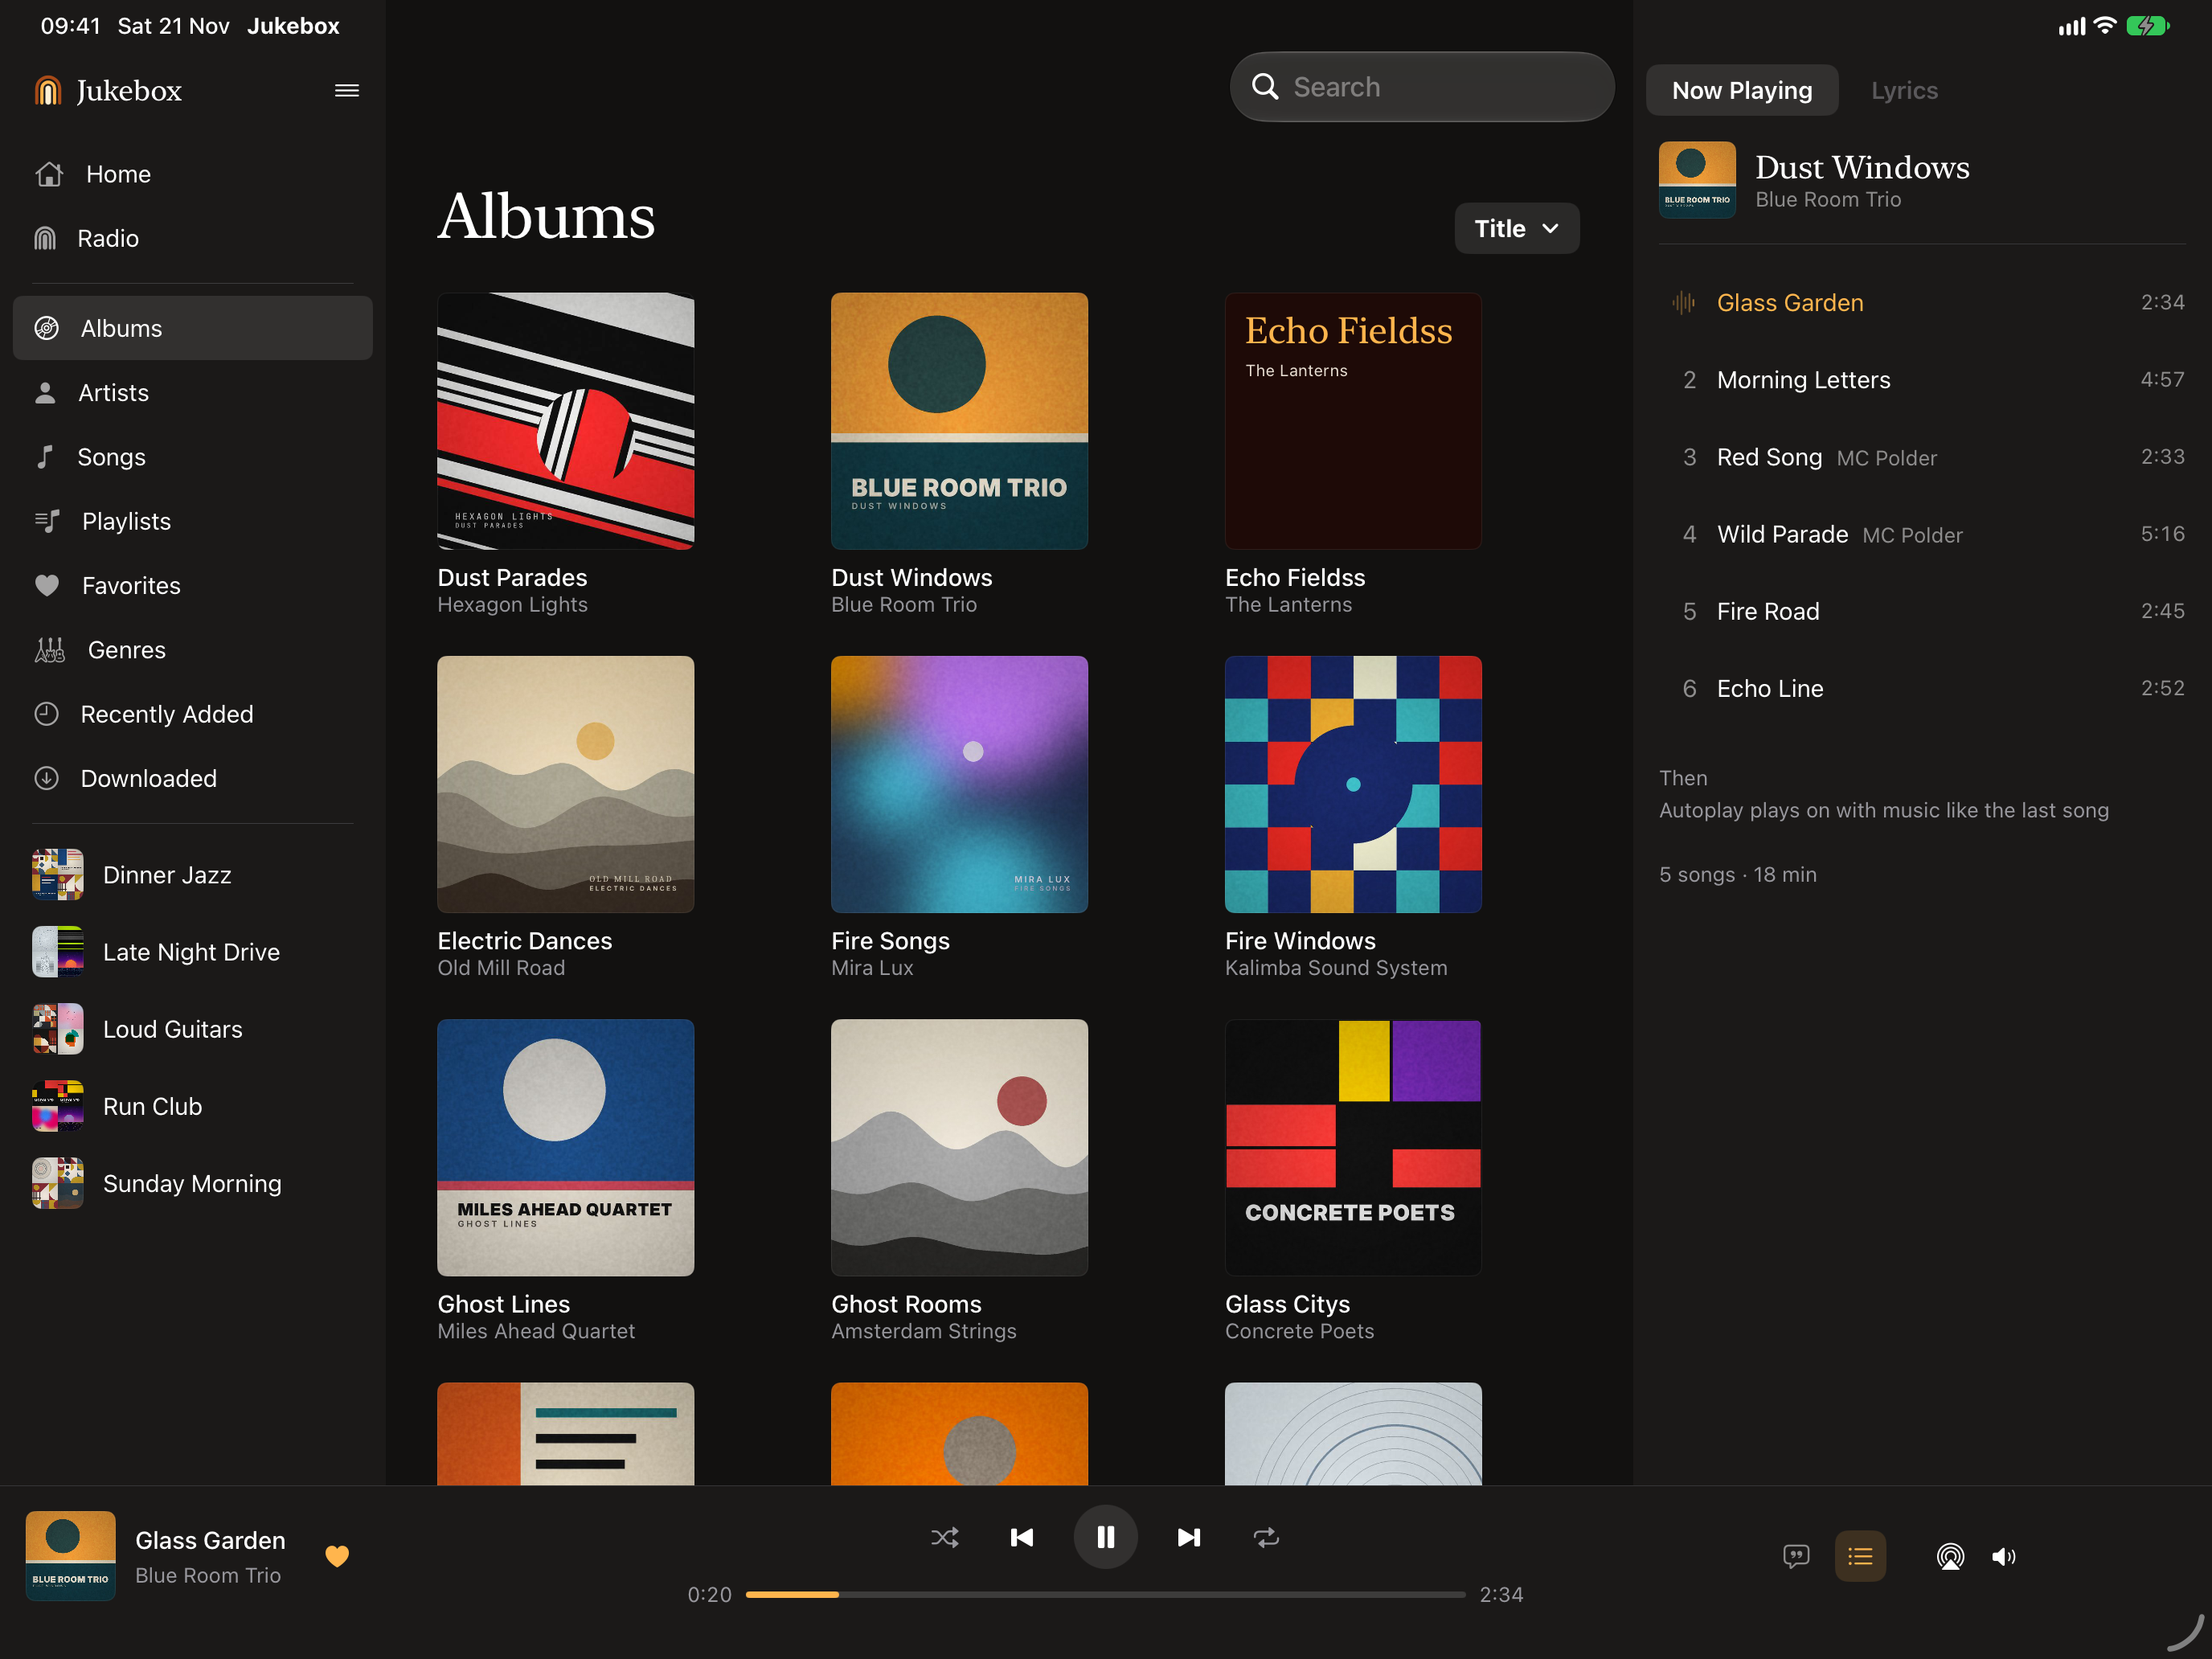 09:41 Sat 21 Nov Jukebox
Jukebox
Home
Radio
Albums
Artists
Songs
Playlists
Favorites
Genres
Recently Added
Downloaded
Dinner Jazz
Late Night Drive
Loud Guitars
Run Club
Sunday Morning
Search
Albums
Title
HEXAGON LIGHTS
DUST PARADES
Dust Parades
Hexagon Lights
BLUE ROOM TRIO
DUST WINDOWS
Dust Windows
Blue Room Trio
Echo Fieldss
The Lanterns
Echo Fieldss
The Lanterns
OLD MILL ROAD
ELECTRIC DANCES
Electric Dances
Old Mill Road
MIRA LUX
FIRE SONGS
Fire Songs
Mira Lux
Fire Windows
Kalimba Sound System
MILES AHEAD QUARTET
GHOST LINES
Ghost Lines
Miles Ahead Quartet
Ghost Rooms
Amsterdam Strings
CONCRETE POETS
Glass Citys
Concrete Poets
Now Playing
Lyrics
BLUE ROOM TRIO
Dust Windows
Blue Room Trio
Glass Garden 2:34
2 Morning Letters 4:57
3 Red Song MC Polder 2:33
4 Wild Parade MC Polder 5:16
5 Fire Road 2:45
6 Echo Line 2:52
Then
Autoplay plays on with music like the last song
5 songs · 18 min
BLUE ROOM TRIO
Glass Garden
Blue Room Trio
0:20
2:34